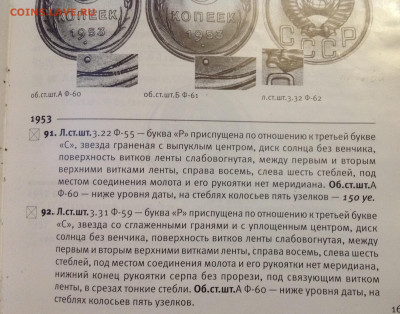 COINS.LOVE.RU
КОПЕЕК
1953
КОПЕЕК
СССР
об.ст.шт.А Ф-60
об.ст.шт.Б Ф-61
л.ст.шт.3.32 Ф-62
1953
91. Л.ст.шт.3.22 Ф-55 — буква «Р» приспущена по отношению к третьей букве
«С», звезда граненая с выпуклым центром, диск солнца без венчика,
поверхность витков ленты слабовогнутая, между первым и вторым
верхними витками ленты, справа восемь, слева шесть стеблей, под
местом соединения молота и его рукоятки нет меридиана. Об.ст.шт.А
Ф-60 — ниже уровня даты, на стеблях колосьев пять узелков — 150 уе.
92. Л.ст.шт.3.31 Ф-59 — буква «Р» приспущена по отношению к третьей букве
«С», звезда со сглаженными гранями и с уплощенным центром, диск
солнца без венчика, поверхность витков ленты слабовогнутая, между
первым и вторым верхними витками ленты, справа восемь, слева шесть
стеблей, под местом соединения молота и его рукоятки нет меридиана,
нижний конец рукоятки серпа без прорези, под связующим витком
ленты, в срезах тонкие стебли. Об.ст.шт.А Ф-60 — ниже уровня даты, на
стеблях колосьев пять узелков.
16